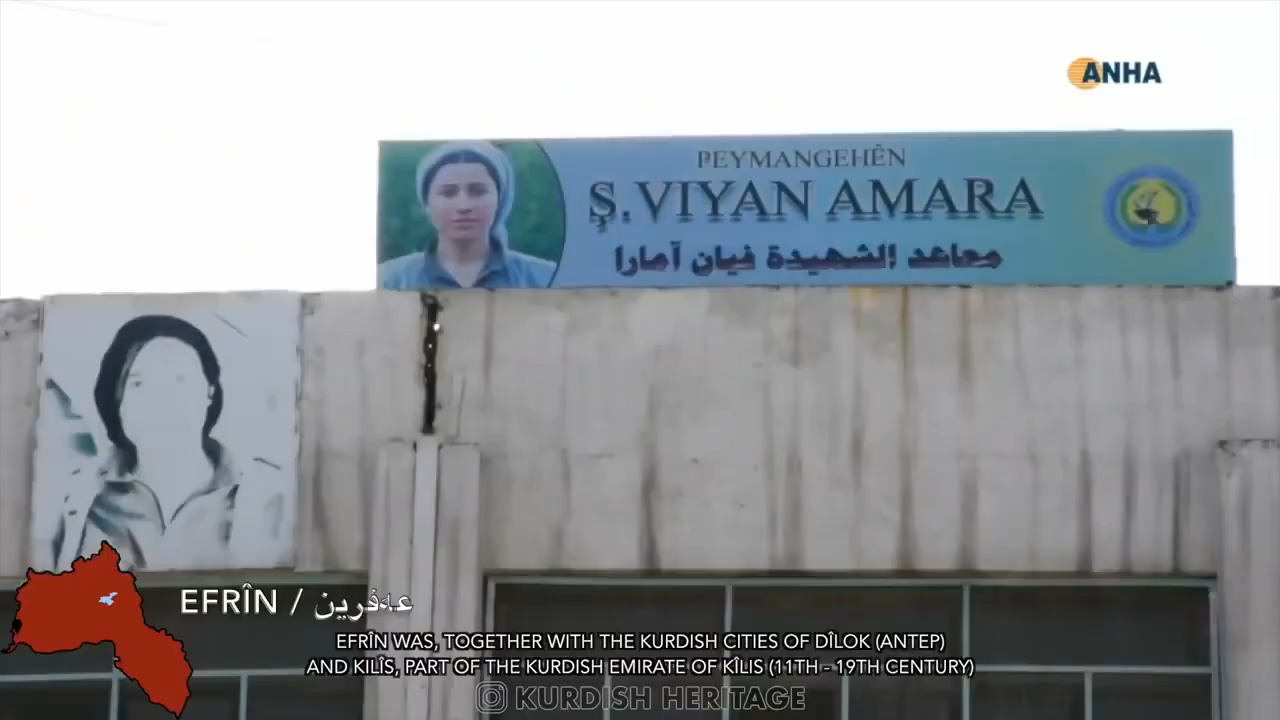 ANHA
PEYMANGEHÊN
Ş. VIYAN AMARA
معاهد الشهيدة فيان آمارا
EFRÎN / عەفرین
EFRÎN WAS, TOGETHER WITH THE KURDISH CITIES OF DÎLOK (ANTEP)
AND KILÎS, PART OF THE KURDISH EMIRATE OF KÎLIS (11TH - 19TH CENTURY)
KURDISH HERITAGE